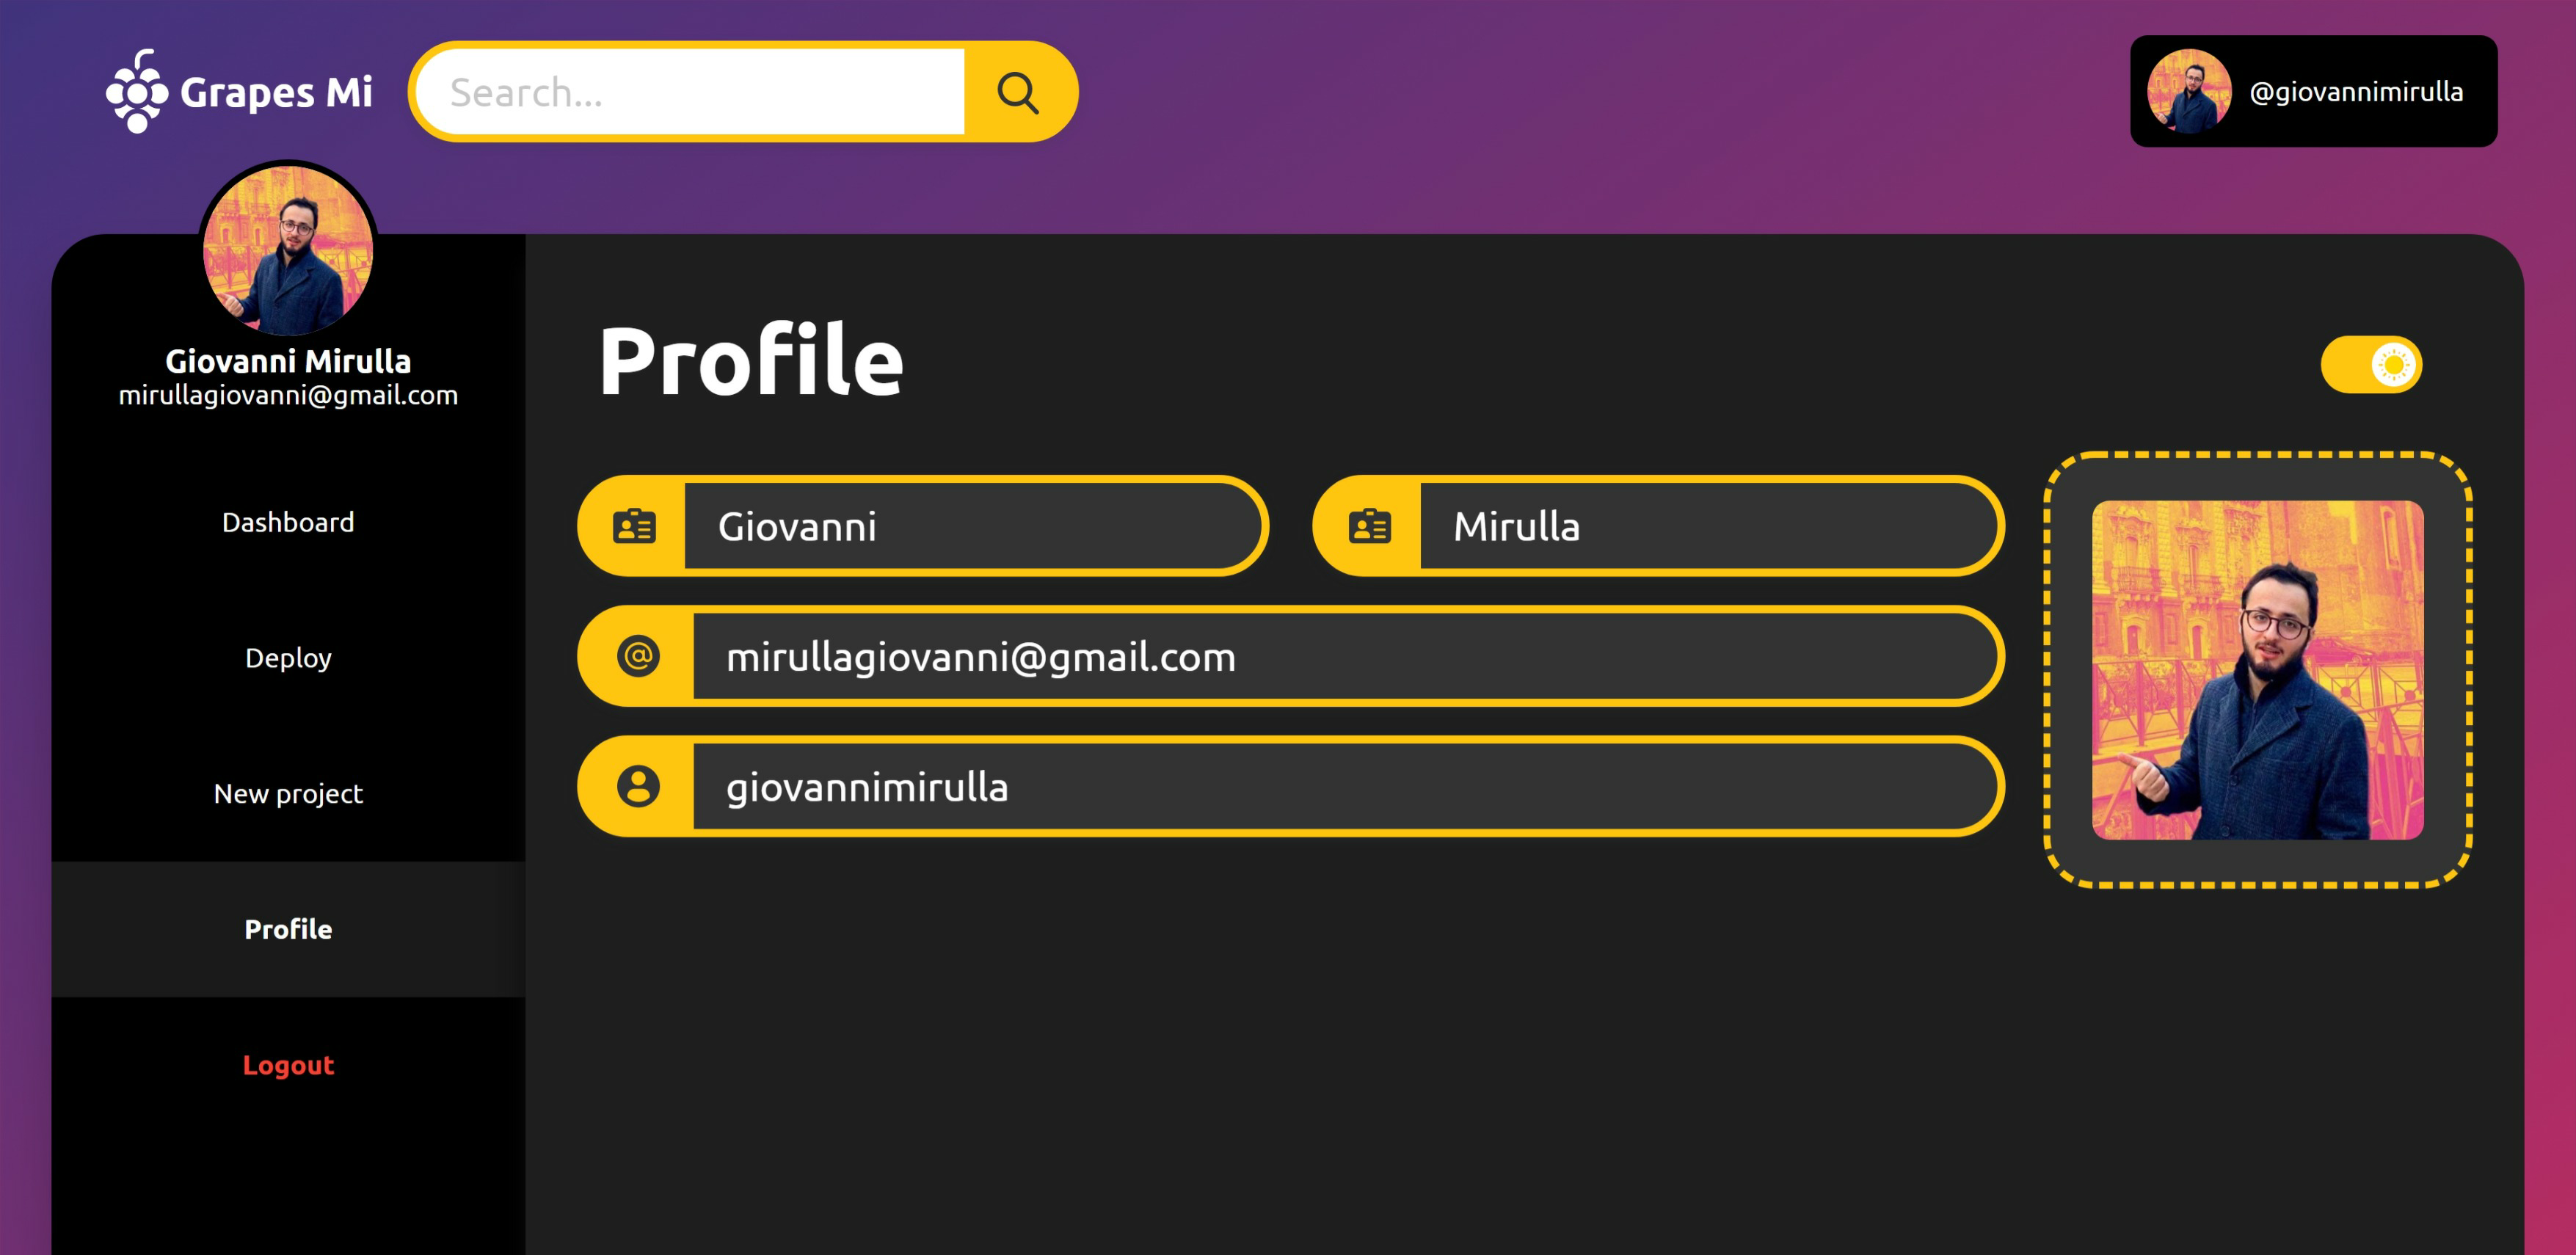 Grapes Mi
Search...
@giovannimirulla
Giovanni Mirulla
mirullagiovanni@gmail.com
Dashboard
Deploy
New project
Profile
Logout
Profile
Giovanni
Mirulla
mirullagiovanni@gmail.com
giovannimirulla